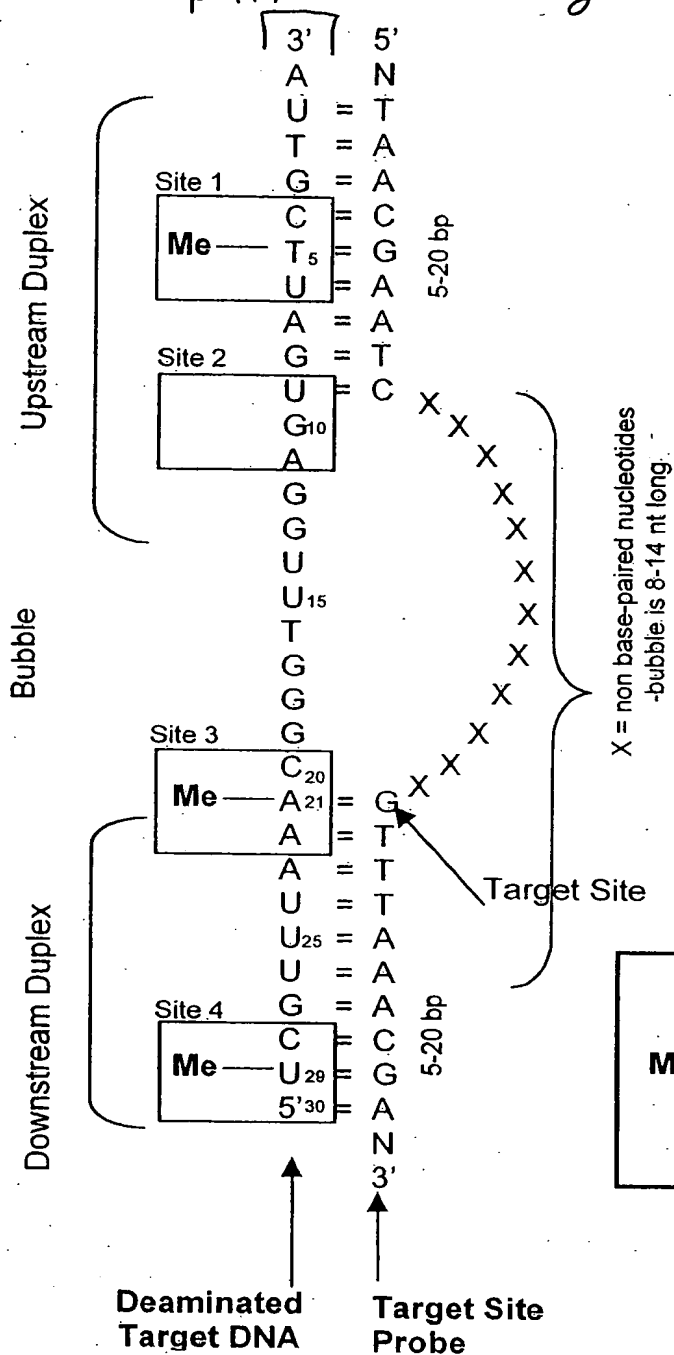 3' 5'
A N
U = T
T = A
Site 1
G = A
C = C
Me — T5 = G
U = A
A = A
Site 2
G = T
U = C
X
G10 X
A X
G X
G X
U X
U15 X
T X
G X
G X
Site 3
G X
C20 X
Me — A21 = G
A = T
A = T
U = T
U25 = A
U = A
Site 4
G = A
C = C
Me — U29 = G
5'30 = A
N
3'
Upstream Duplex
Bubble
Downstream Duplex
5-20 bp
5-20 bp
X = non base-paired nucleotides
-bubble is 8-14 nt long
Target Site
M
Deaminated
Target DNA
Target Site
Probe